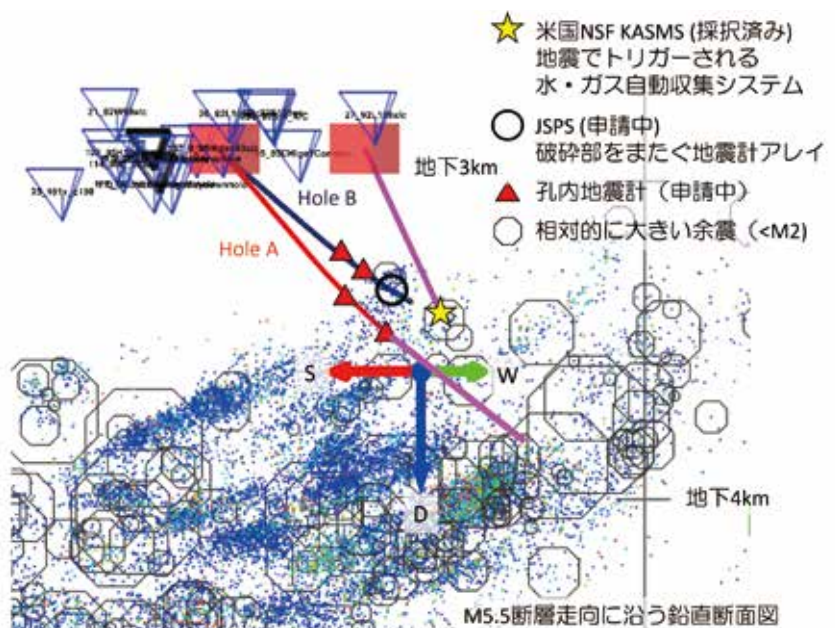 米国NSF KASMS (採択済み)
地震でトリガーされる
水・ガス自動収集システム
JSPS (申請中)
破砕部をまたぐ地震計アレイ
地下3km
孔内地震計（申請中）
相対的に大きい余震（<M2）
Hole B
Hole A
S
W
D
地下4km
M5.5断層走向に沿う鉛直断面図